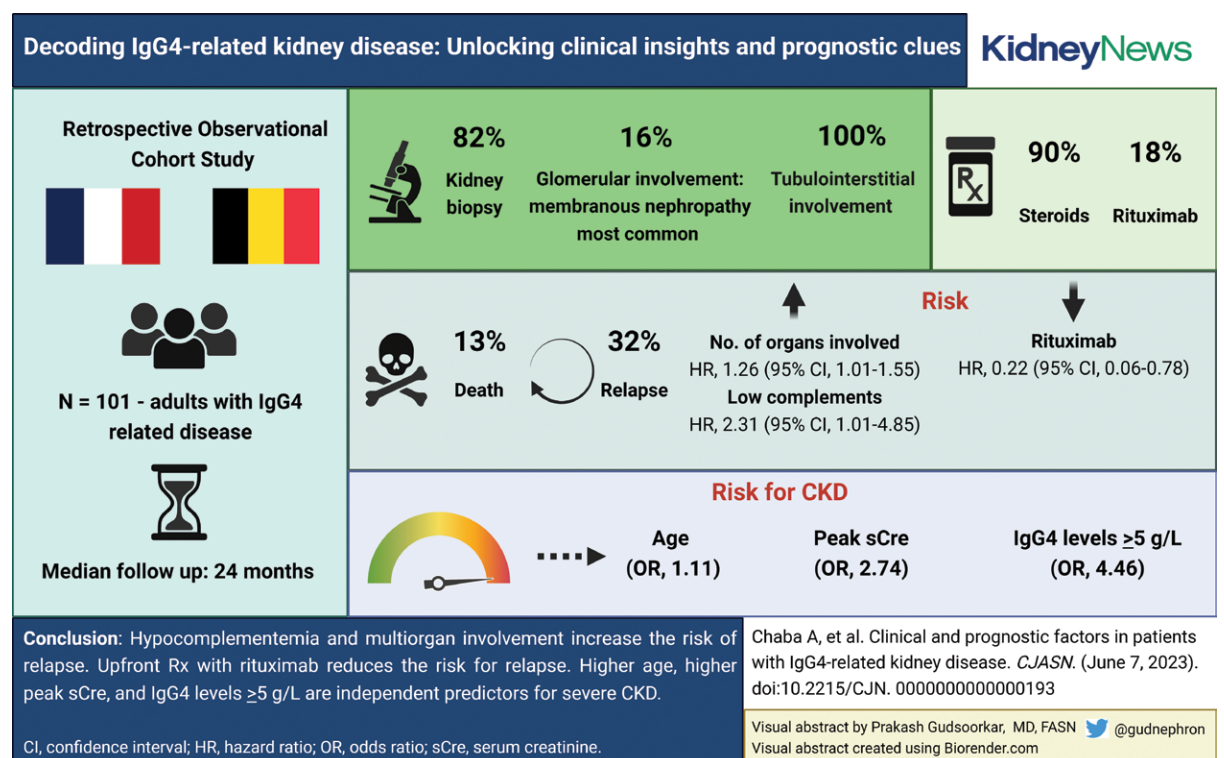 Decoding IgG4-related kidney disease: Unlocking clinical insights and prognostic clues
KidneyNews
Retrospective Observational
Cohort Study
N = 101 - adults with IgG4
related disease
Median follow up: 24 months
82%
Kidney
biopsy
16%
Glomerular involvement:
membranous nephropathy
most common
100%
Tubulointerstitial
involvement
Rx
90%
Steroids
18%
Rituximab
13%
Death
32%
Relapse
Risk
No. of organs involved
HR, 1.26 (95% CI, 1.01-1.55)
Low complements
HR, 2.31 (95% CI, 1.01-4.85)
Rituximab
HR, 0.22 (95% CI, 0.06-0.78)
Risk for CKD
Age
(OR, 1.11)
Peak sCre
(OR, 2.74)
IgG4 levels ≥5 g/L
(OR, 4.46)
Conclusion: Hypocomplementemia and multiorgan involvement increase the risk of
relapse. Upfront Rx with rituximab reduces the risk for relapse. Higher age, higher
peak sCre, and IgG4 levels ≥5 g/L are independent predictors for severe CKD.
CI, confidence interval; HR, hazard ratio; OR, odds ratio; sCre, serum creatinine.
Chaba A, et al. Clinical and prognostic factors in patients
with IgG4-related kidney disease. CJASN. (June 7, 2023).
doi:10.2215/CJN. 0000000000000193
Visual abstract by Prakash Gudsoorkar, MD, FASN @gudnephron
Visual abstract created using Biorender.com